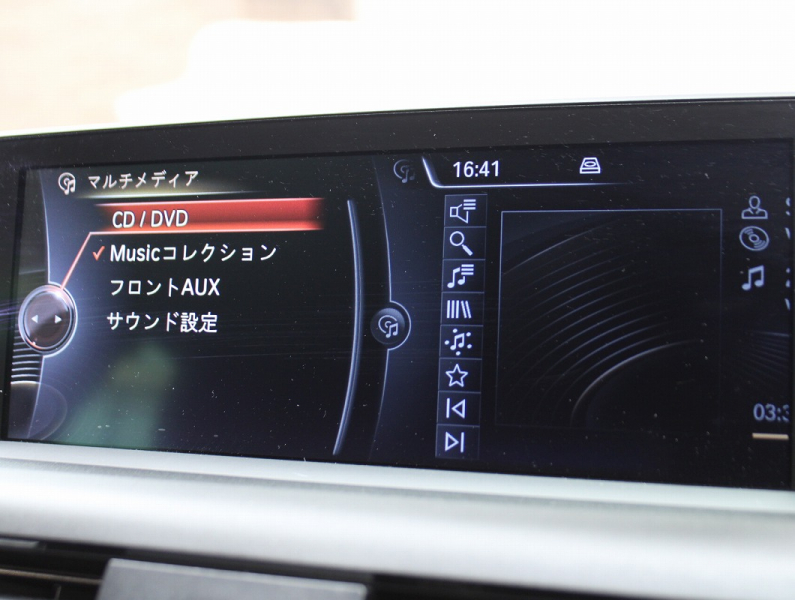 マルチメディア
16:41
CD / DVD
Musicコレクション
フロントAUX
サウンド設定
03: